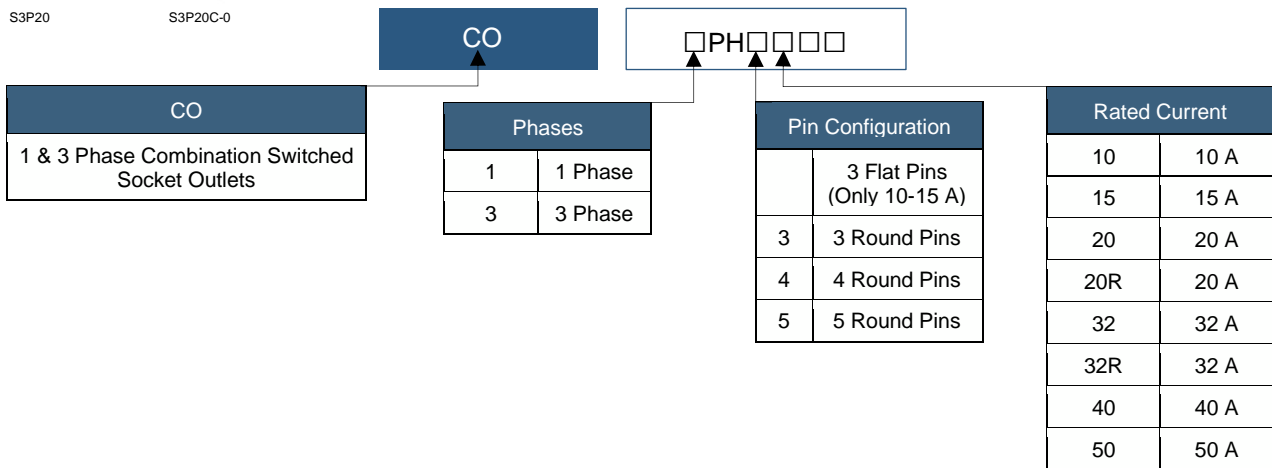 S3P20 S3P20C-0
CO □PH□□□□
CO
1 & 3 Phase Combination Switched
Socket Outlets
Phases
1 1 Phase
3 3 Phase
Pin Configuration
3 Flat Pins
(Only 10-15 A)
3 3 Round Pins
4 4 Round Pins
5 5 Round Pins
Rated Current
10 10 A
15 15 A
20 20 A
20R 20 A
32 32 A
32R 32 A
40 40 A
50 50 A